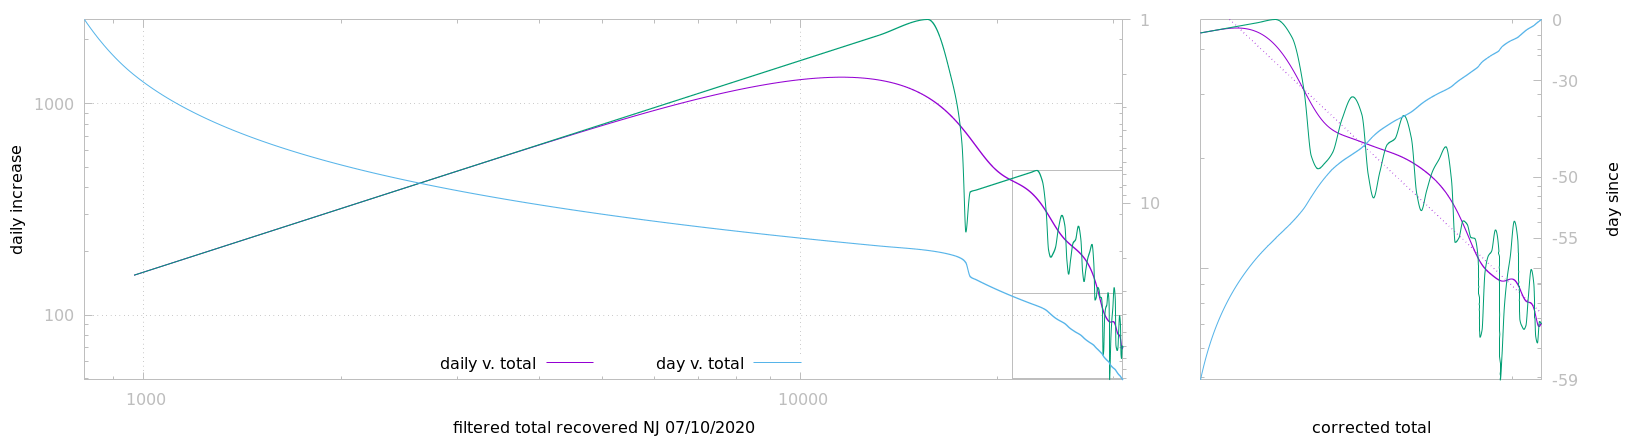 daily increase
1000
100
1000
10000
1
10
daily v. total
day v. total
filtered total recovered NJ 07/10/2020
0
-30
-50
-55
-59
day since
corrected total